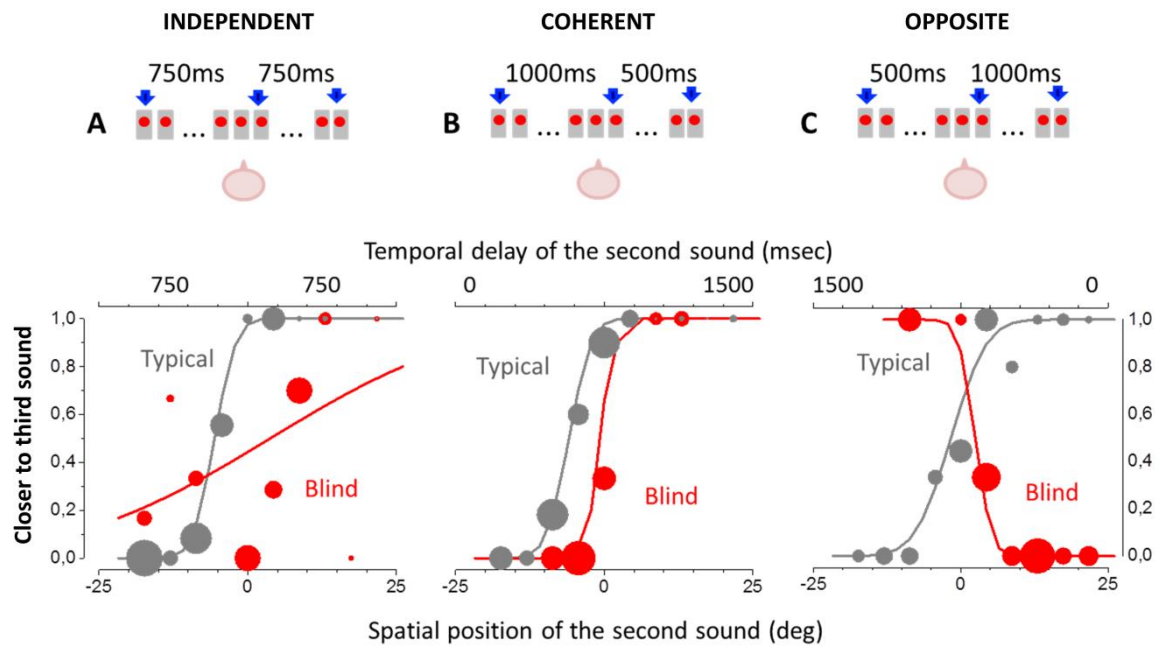 INDEPENDENT COHERENT OPPOSITE
750ms 750ms 1000ms 500ms 500ms 1000ms
A ... ... B ... ... C ... ...
Temporal delay of the second sound (msec)
750 750 0 1500 1500 0
Closer to third sound
1,0 1,0
0,8 0,8
0,6 0,6
0,4 0,4
0,2 0,2
0,0 0,0
Typical Typical Typical
Blind Blind Blind
-25 0 25 -25 0 25 -25 0 25
Spatial position of the second sound (deg)